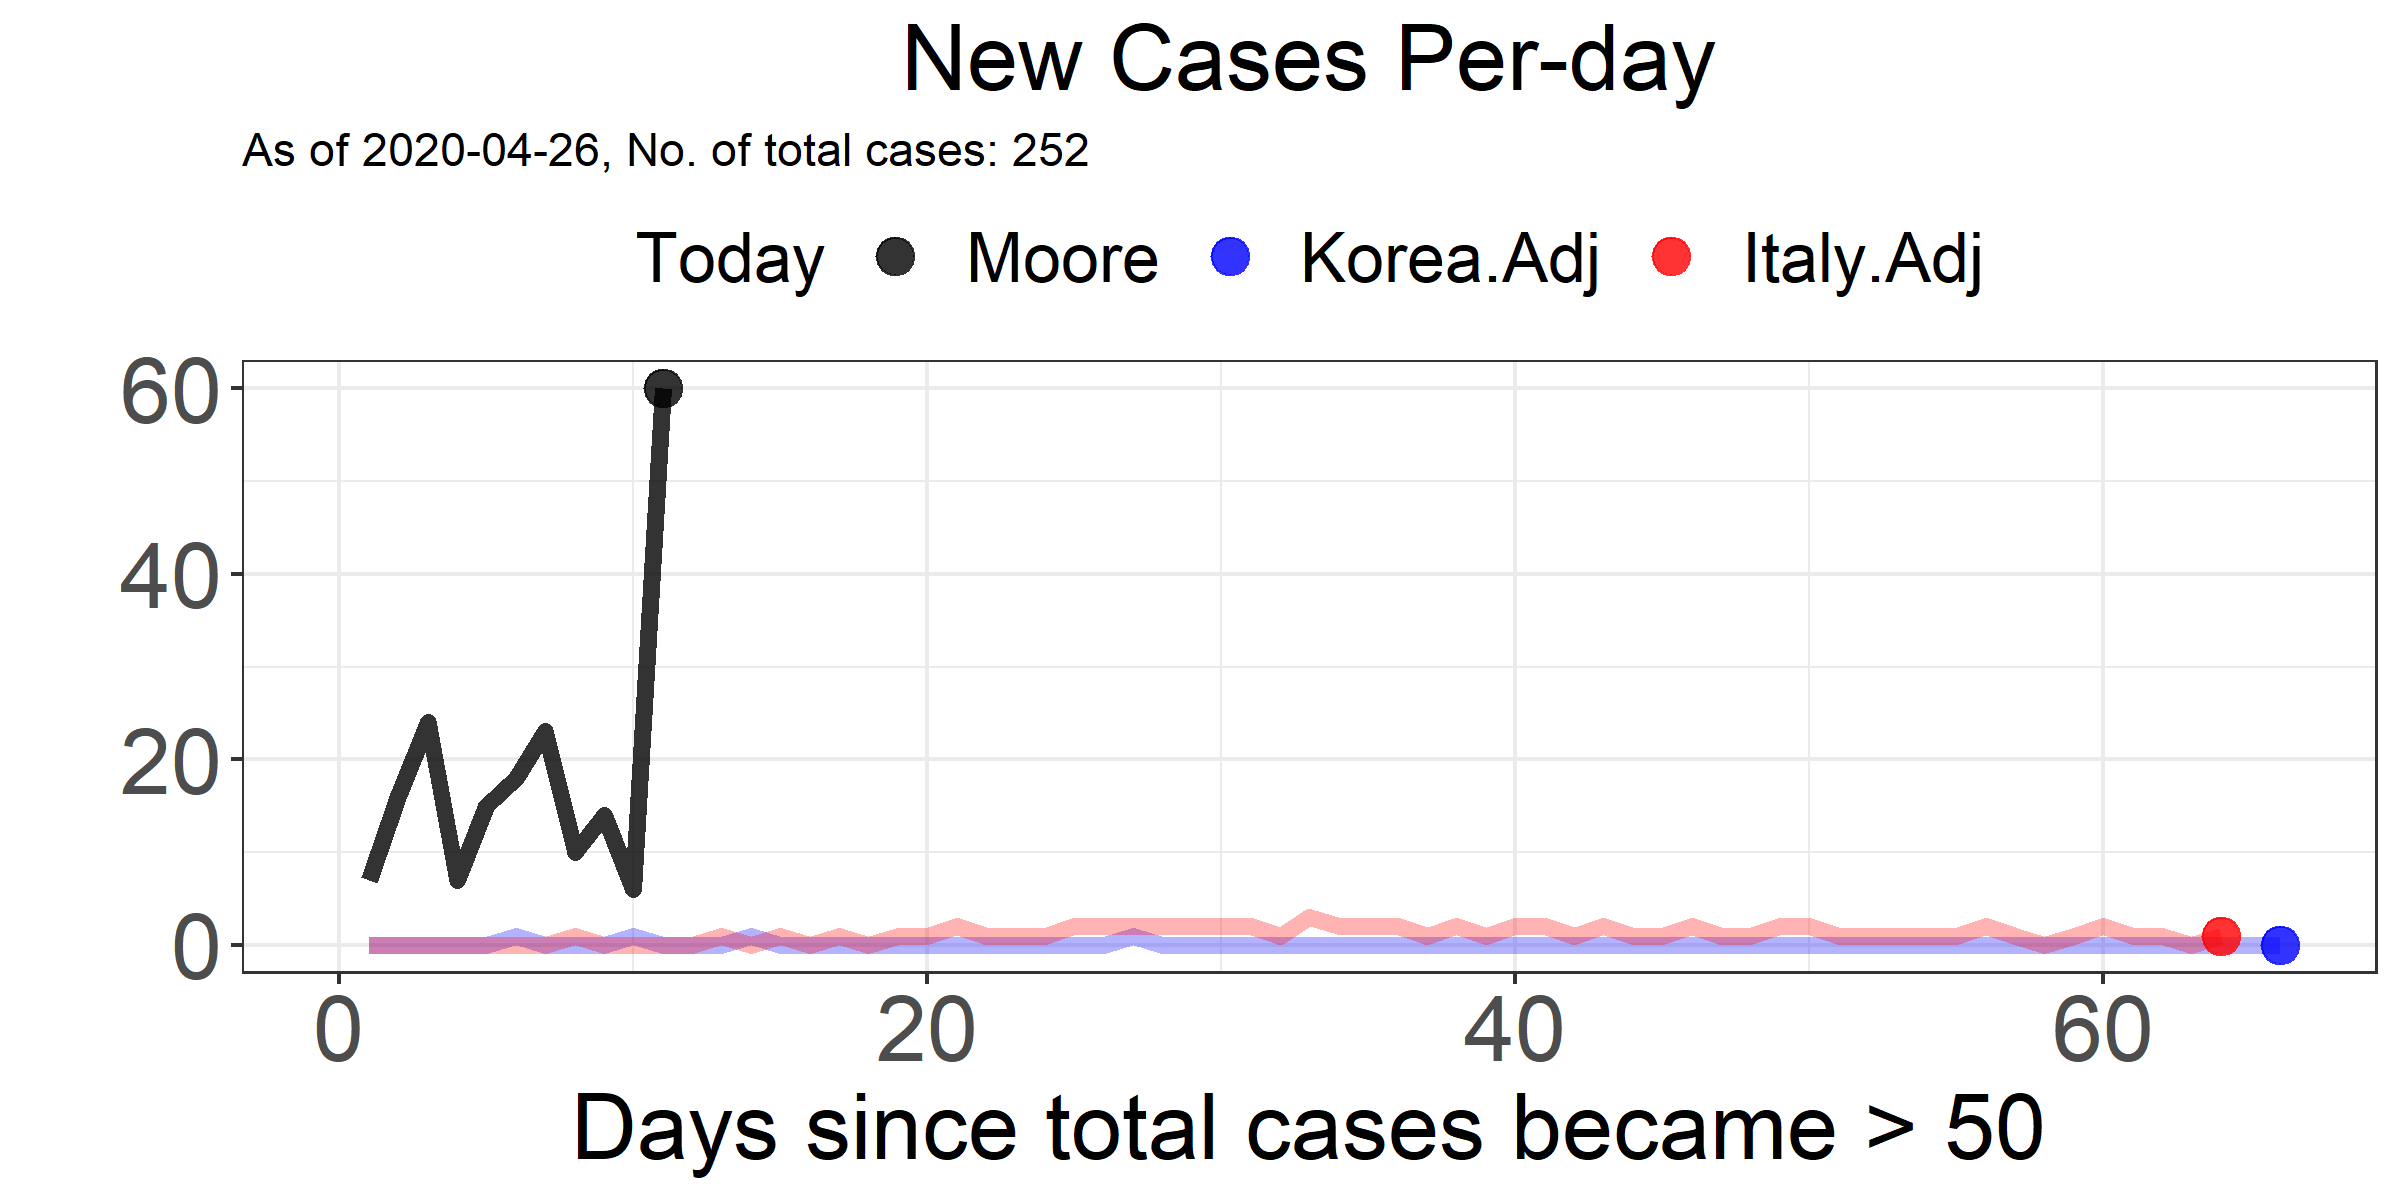 New Cases Per-day
As of 2020-04-26, No. of total cases: 252
Today Moore Korea.Adj Italy.Adj
60
40
20
0
0 20 40 60
Days since total cases became > 50